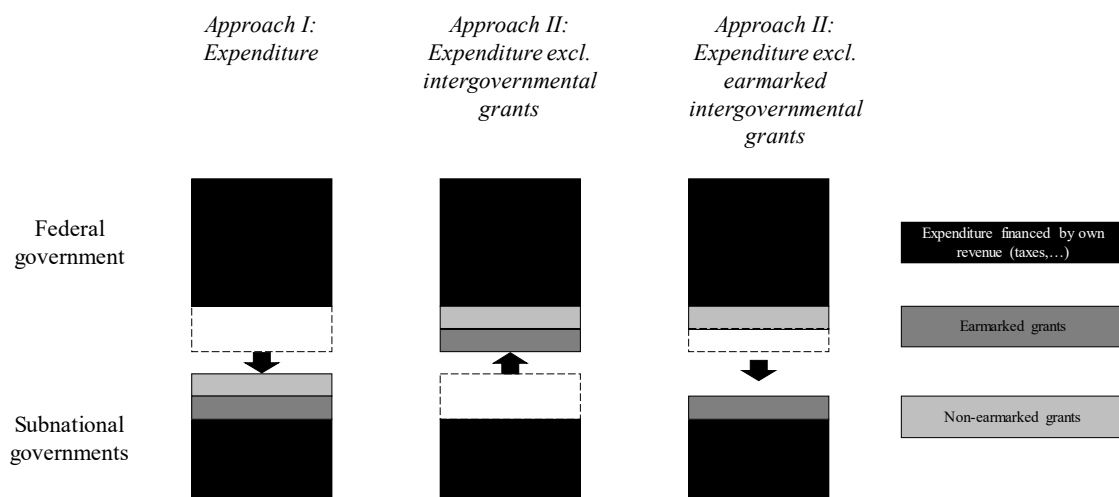 Approach I:
Expenditure
Approach II:
Expenditure excl.
intergovernmental
grants
Approach II:
Expenditure excl.
earmarked
intergovernmental
grants
Federal
government
Expenditure financed by own
revenue (taxes,…)
Earmarked grants
Subnational
governments
Non-earmarked grants